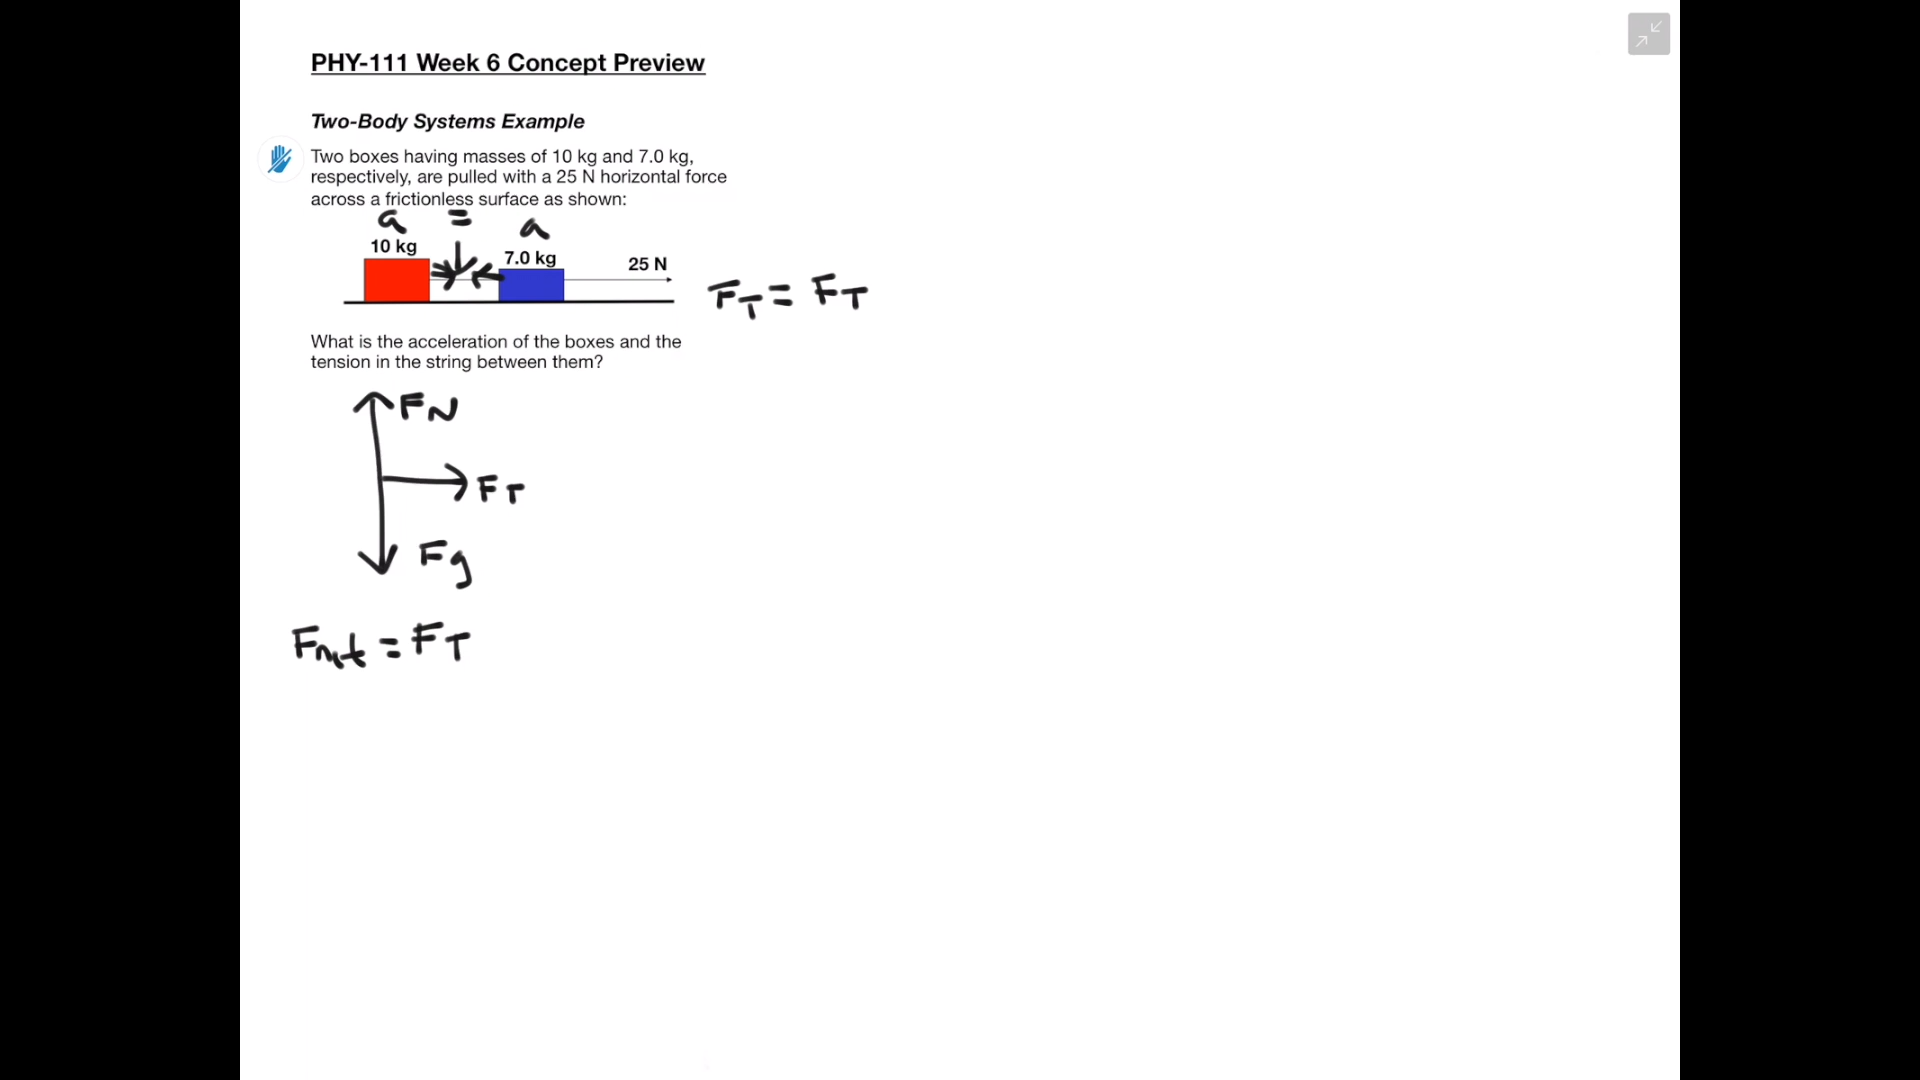 PHY-111 Week 6 Concept Preview
Two-Body Systems Example
Two boxes having masses of 10 kg and 7.0 kg,
respectively, are pulled with a 25 N horizontal force
across a frictionless surface as shown:
a = a
10 kg
7.0 kg
25 N
FT = FT
What is the acceleration of the boxes and the
tension in the string between them?
FN
FT
Fg
Fnet = FT